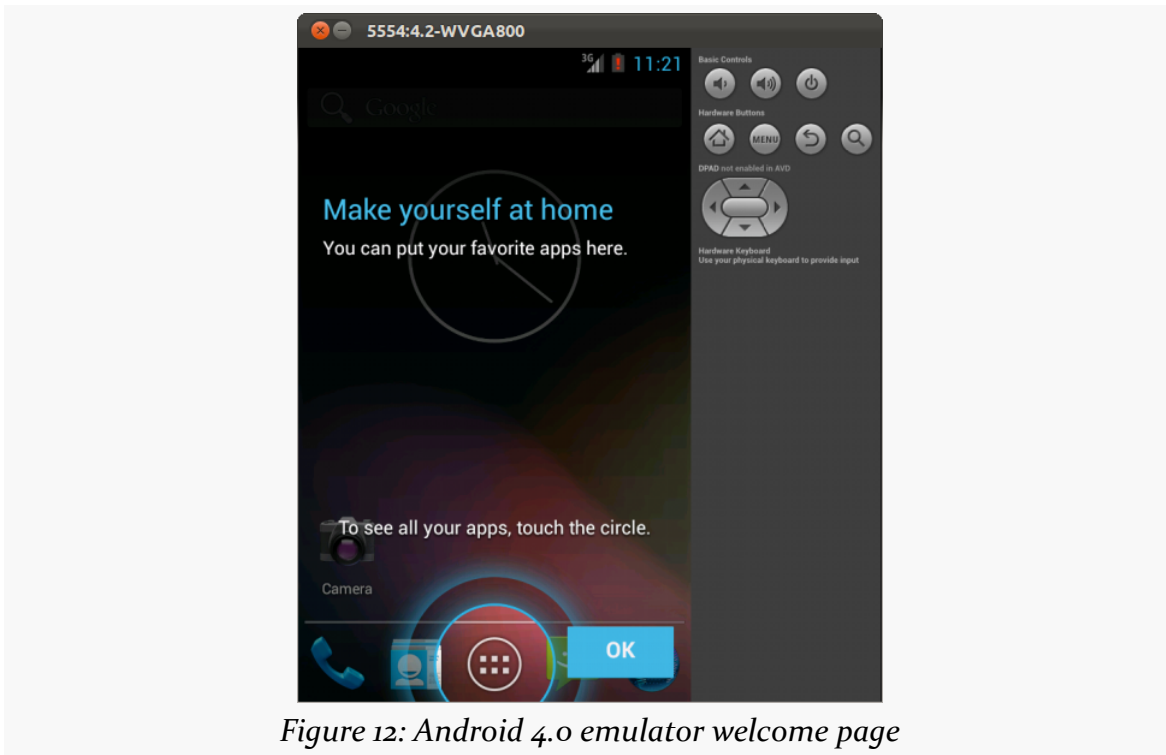 5554:4.2-WVGA800
3G 11:21
Google
Make yourself at home
You can put your favorite apps here.
To see all your apps, touch the circle.
Camera
OK
Basic Controls
Hardware Buttons
MENU
DPAD not enabled in AVD
Hardware Keyboard
Use your physical keyboard to provide input
Figure 12: Android 4.0 emulator welcome page